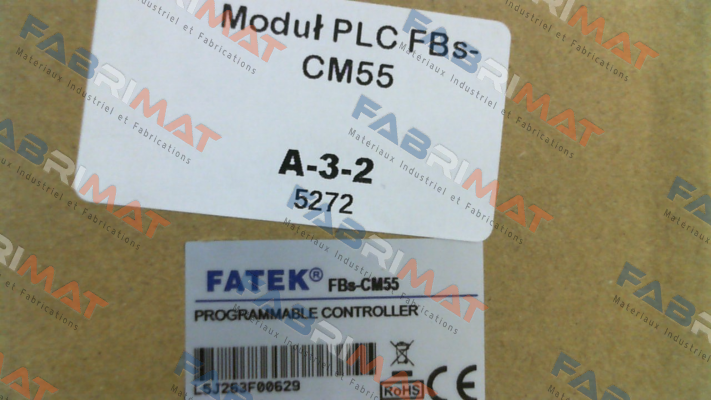 Moduł PLC FBs-
CM55
A-3-2
5272
FATEK® FBs-CM55
PROGRAMMABLE CONTROLLER
L5J263F00629
RoHS
CE
FABRIMAT
Materiaux Industriel et Fabrications